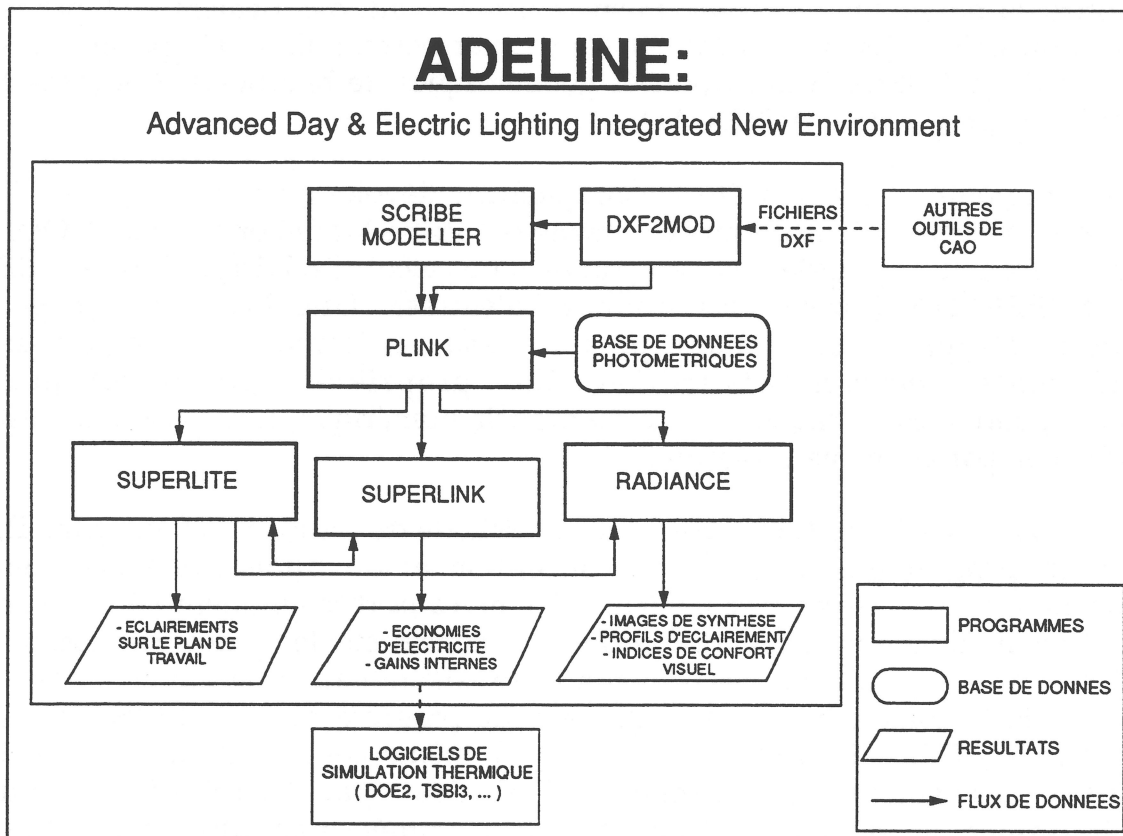 ADELINE:
Advanced Day & Electric Lighting Integrated New Environment
SCRIBE
MODELLER
DXF2MOD
FICHIERS
DXF
AUTRES
OUTILS DE
CAO
PLINK
BASE DE DONNEES
PHOTOMETRIQUES
SUPERLITE
SUPERLINK
RADIANCE
- ECLAIREMENTS
SUR LE PLAN DE
TRAVAIL
- ECONOMIES
D'ELECTRICITE
- GAINS INTERNES
- IMAGES DE SYNTHESE
- PROFILS D'ECLAIREMENT
- INDICES DE CONFORT
VISUEL
LOGICIELS DE
SIMULATION THERMIQUE
( DOE2, TSBI3, ... )
PROGRAMMES
BASE DE DONNES
RESULTATS
FLUX DE DONNEES